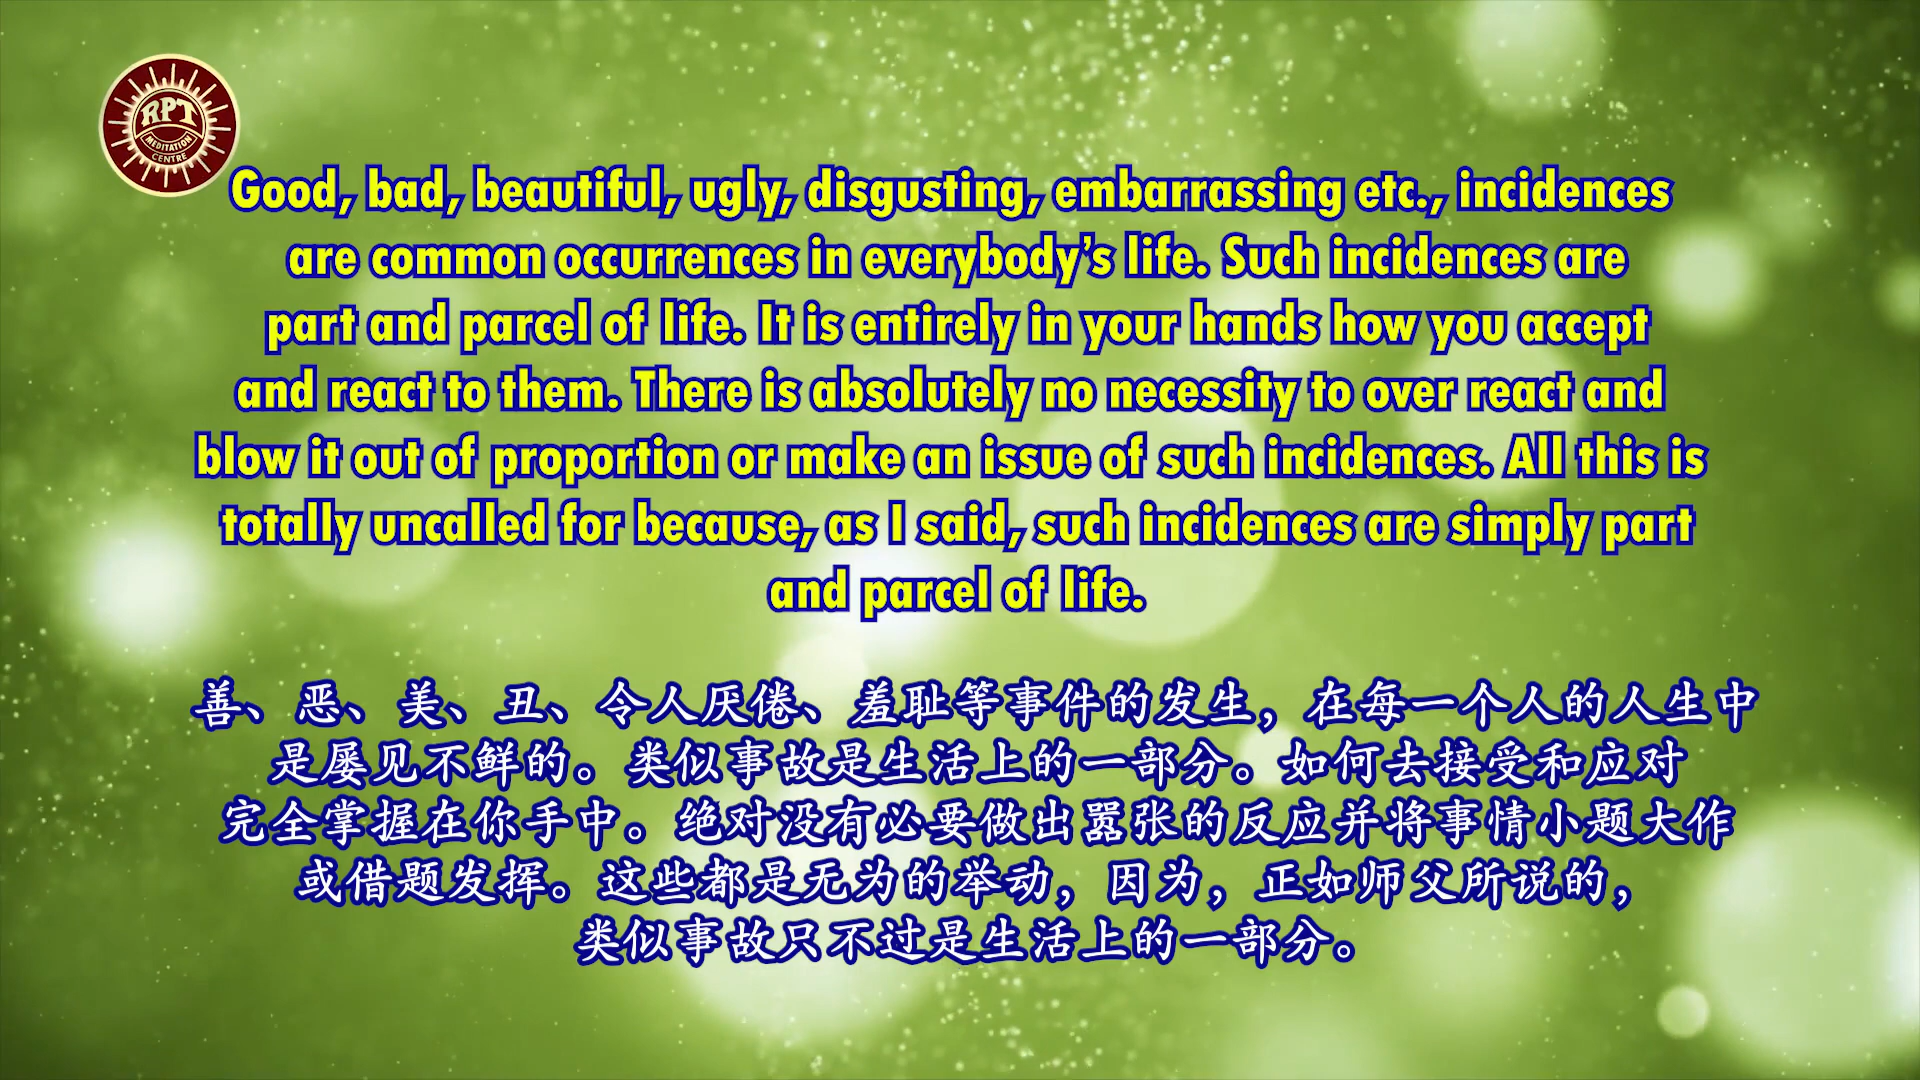 RPT
MEDITATION
CENTRE
Good, bad, beautiful, ugly, disgusting, embarrassing etc., incidences
are common occurrences in everybody’s life. Such incidences are
part and parcel of life. It is entirely in your hands how you accept
and react to them. There is absolutely no necessity to over react and
blow it out of proportion or make an issue of such incidences. All this is
totally uncalled for because, as I said, such incidences are simply part
and parcel of life.
善、恶、美、丑、令人厌倦、羞耻等事件的发生，在每一个人的人生中
是屡见不鲜的。类似事故是生活上的一部分。如何去接受和应对
完全掌握在你手中。绝对没有必要做出嚣张的反应并将事情小题大作
或借题发挥。这些都是无为的举动，因为，正如师父所说的，
类似事故只不过是生活上的一部分。